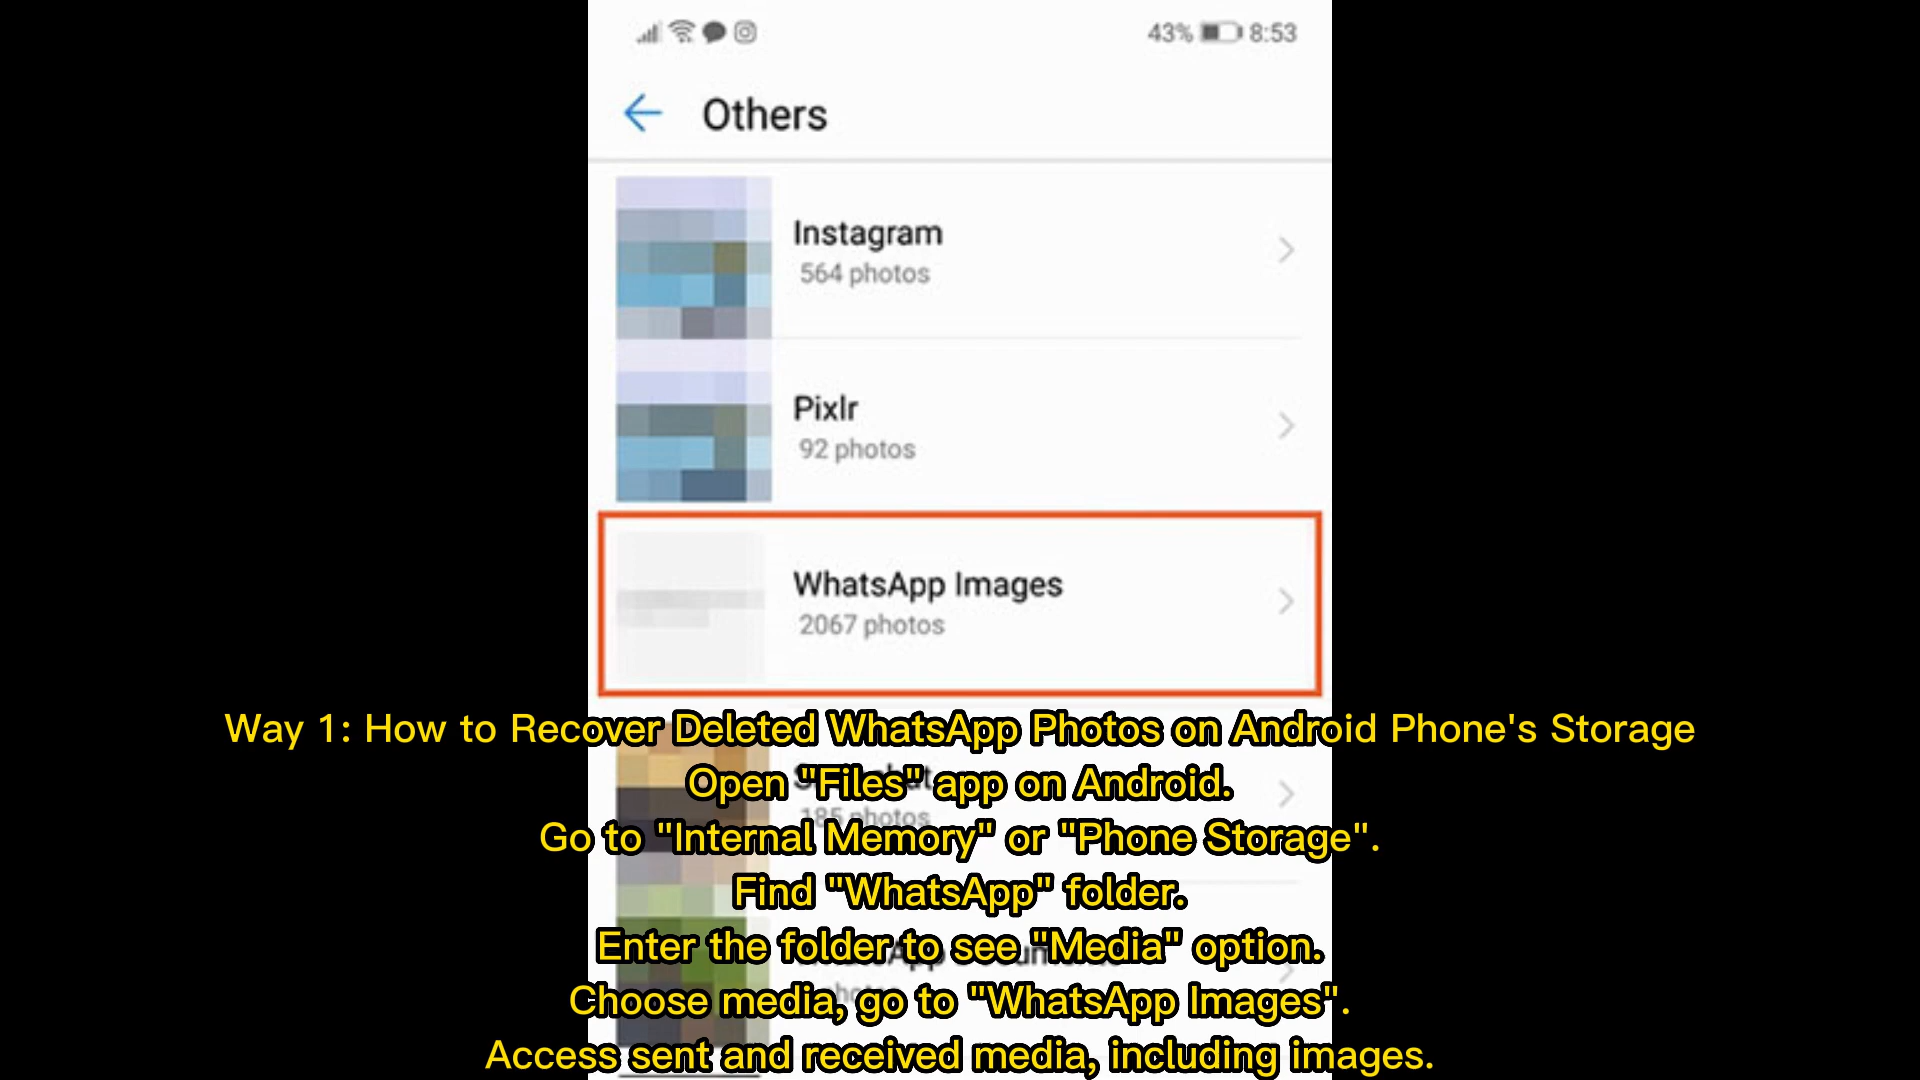 43% 8:53
Others
Instagram
564 photos
Pixlr
92 photos
WhatsApp Images
2067 photos
Way 1: How to Recover Deleted WhatsApp Photos on Android Phone's Storage
Open "Files" app on Android.
185 photos
Go to "Internal Memory" or "Phone Storage".
Find "WhatsApp" folder.
Enter the folder to see "Media" option.
Choose media, go to "WhatsApp Images".
Access sent and received media, including images.